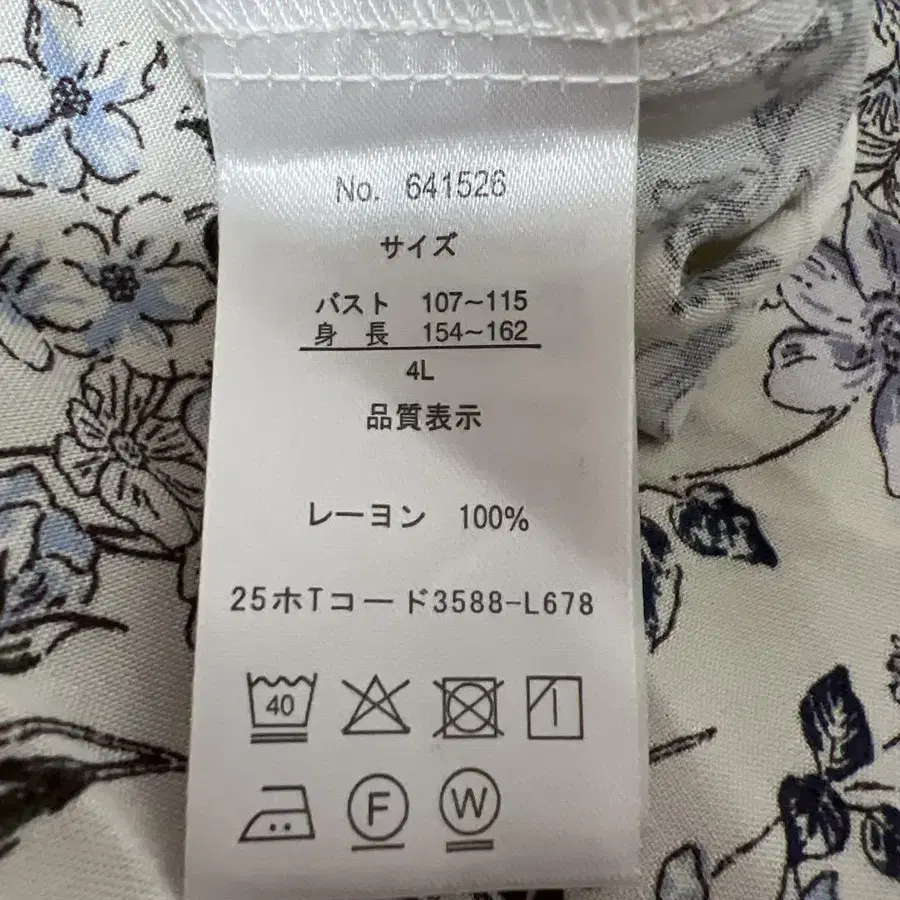 No. 641526
サイズ
バスト 107～115
身長 154～162
4L
品質表示
レーヨン 100%
25ホTコード3588-L678
40
F
W